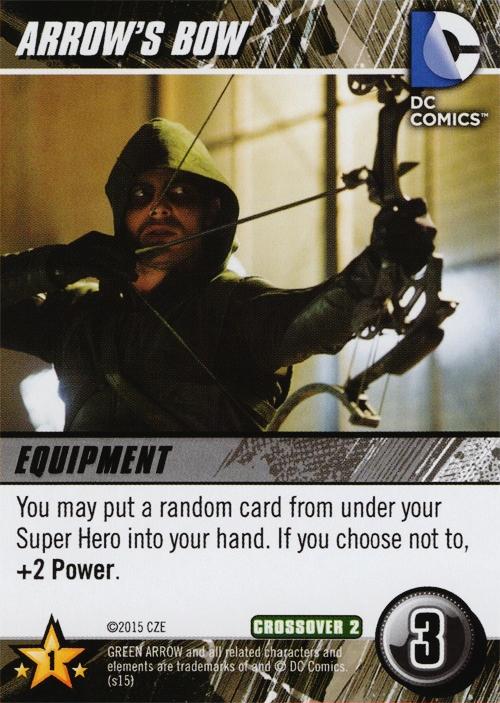 ARROW'S BOW
DC
DC
COMICS™
EQUIPMENT
You may put a random card from under your
Super Hero into your hand. If you choose not to,
+2 Power.
1
©2015 CZE
CROSSOVER 2
3
GREEN ARROW and all related characters and
elements are trademarks of and © DC Comics.
(s15)